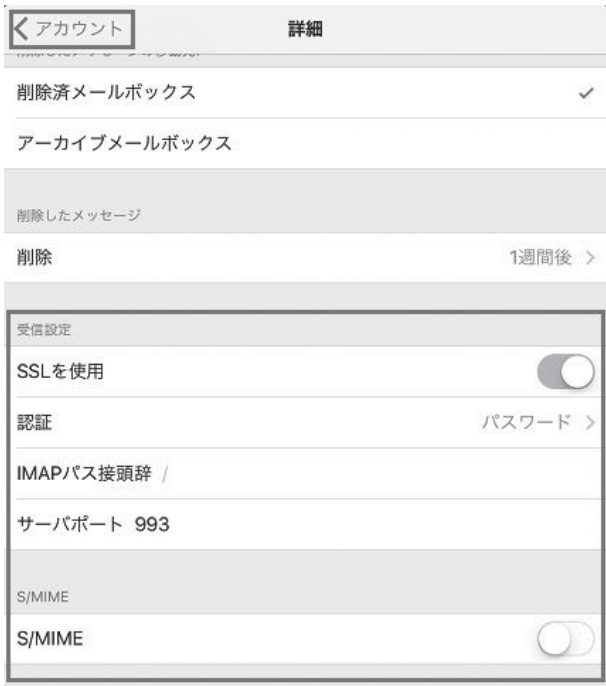 アカウント
詳細
削除済メールボックス
アーカイブメールボックス
削除したメッセージ
削除 1週間後
受信設定
SSLを使用
認証 パスワード
IMAPパス接頭辞 /
サーバポート 993
S/MIME
S/MIME